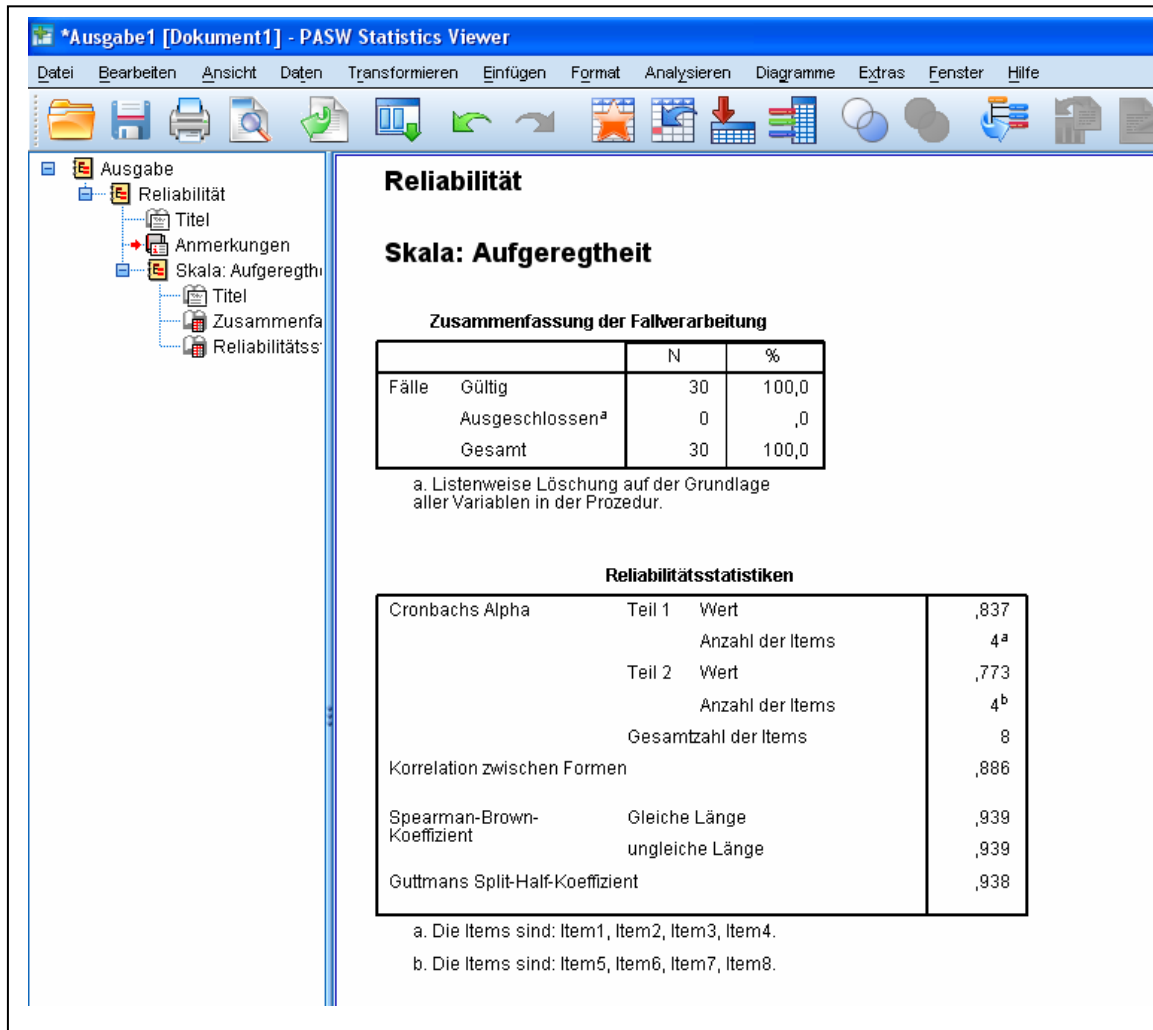 *Ausgabe1 [Dokument1] - PASW Statistics Viewer
Datei Bearbeiten Ansicht Daten Transformieren Einfügen Format Analysieren Diagramme Extras Fenster Hilfe
Ausgabe
Reliabilität
Titel
Anmerkungen
Skala: Aufgeregthe
Titel
Zusammenfa
Reliabilitätss
Reliabilität
Skala: Aufgeregtheit
Zusammenfassung der Fallverarbeitung
N %
Fälle Gültig 30 100,0
Ausgeschlossen^a 0 ,0
Gesamt 30 100,0
a. Listenweise Löschung auf der Grundlage
aller Variablen in der Prozedur.
Reliabilitätsstatistiken
Cronbachs Alpha Teil 1 Wert ,837
Anzahl der Items 4^a
Teil 2 Wert ,773
Anzahl der Items 4^b
Gesamtzahl der Items 8
Korrelation zwischen Formen ,886
Spearman-Brown-
Koeffizient
Gleiche Länge ,939
ungleiche Länge ,939
Guttmans Split-Half-Koeffizient ,938
a. Die Items sind: Item1, Item2, Item3, Item4.
b. Die Items sind: Item5, Item6, Item7, Item8.